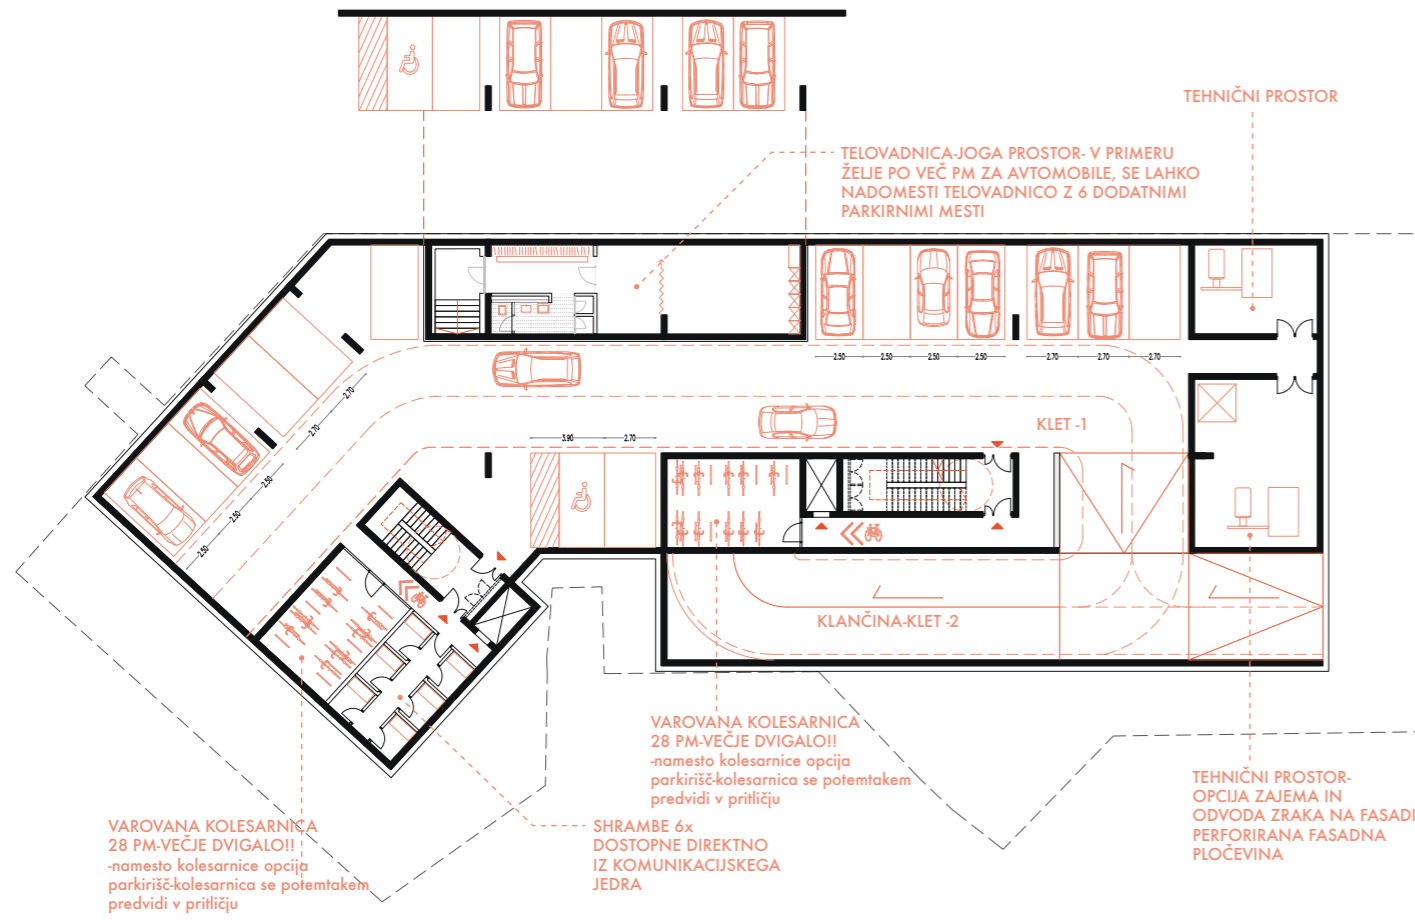 TEHNIČNI PROSTOR
TELOVADNICA-JOGA PROSTOR- V PRIMERU
ŽELJE PO VEČ PM ZA AVTOMOBILE, SE LAHKO
NADOMESTI TELOVADNICO Z 6 DODATNIMI
PARKIRNIMI MESTI
2.50 2.50 2.50 2.50 2.70 2.70 2.70
2.70
2.70
2.50
2.50
2.50
3.90 2.70
KLET -1
KLANČINA-KLET -2
VAROVANA KOLESARNICA
28 PM-VEČJE DVIGALO!!
-namesto kolesarnice opcija
parkirišč-kolesarnica se potemtakem
predvidi v pritličju
TEHNIČNI PROSTOR-
OPCIJA ZAJEMA IN
ODVODA ZRAKA NA FASADI
PERFORIRANA FASADNA
PLOČEVINA
VAROVANA KOLESARNICA
28 PM-VEČJE DVIGALO!!
-namesto kolesarnice opcija
parkirišč-kolesarnica se potemtakem
predvidi v pritličju
SHRAMBE 6x
DOSTOPNE DIREKTNO
IZ KOMUNIKACIJSKEGA
JEDRA